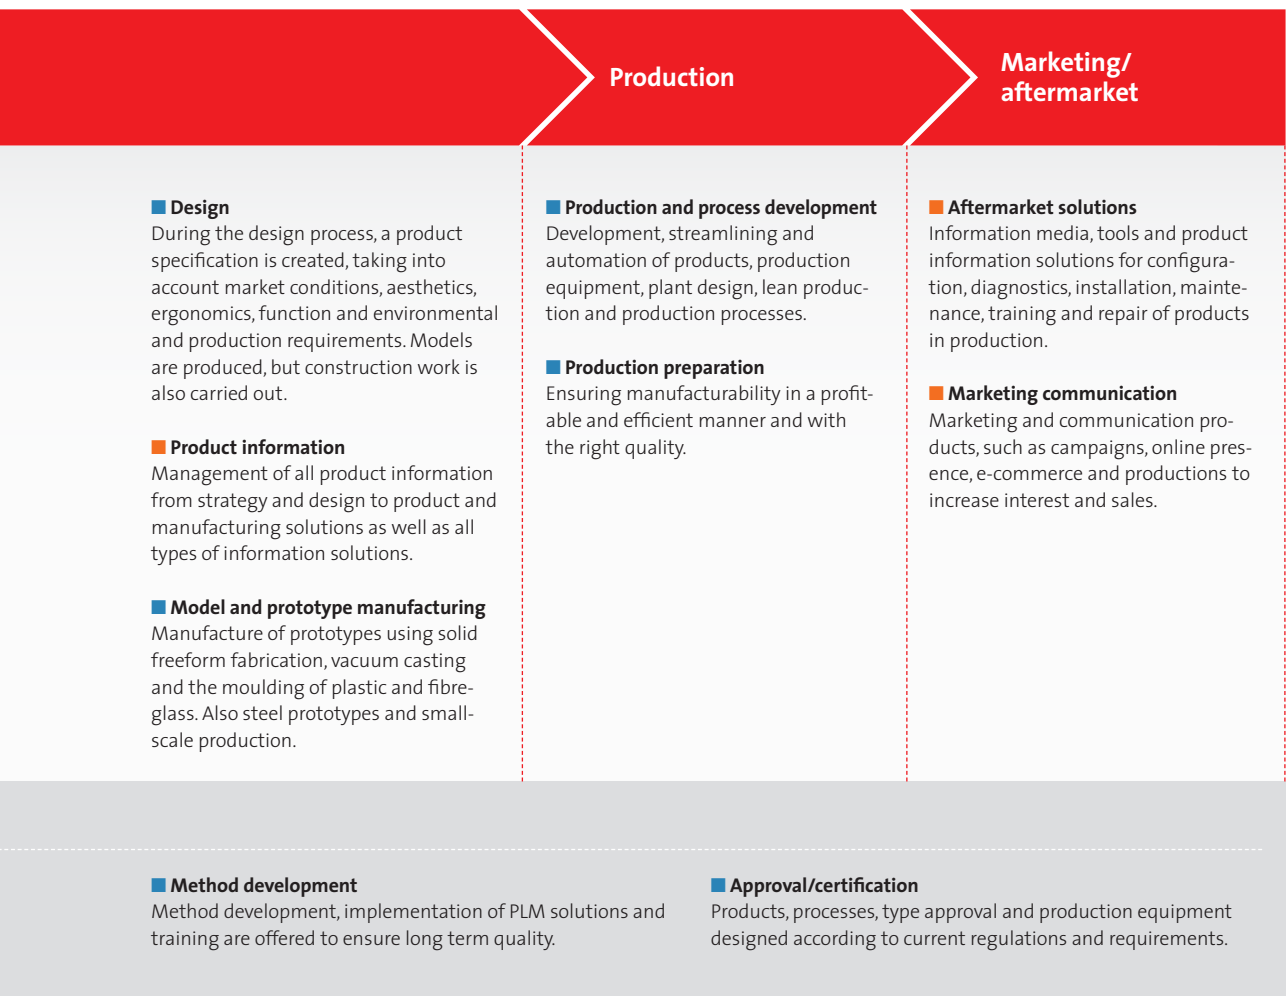 Production
Marketing/
aftermarket
Design
During the design process, a product
specification is created, taking into
account market conditions, aesthetics,
ergonomics, function and environmental
and production requirements. Models
are produced, but construction work is
also carried out.
Product information
Management of all product information
from strategy and design to product and
manufacturing solutions as well as all
types of information solutions.
Model and prototype manufacturing
Manufacture of prototypes using solid
freeform fabrication, vacuum casting
and the moulding of plastic and fibre-
glass. Also steel prototypes and small-
scale production.
Production and process development
Development, streamlining and
automation of products, production
equipment, plant design, lean produc-
tion and production processes.
Production preparation
Ensuring manufacturability in a profit-
able and efficient manner and with
the right quality.
Aftermarket solutions
Information media, tools and product
information solutions for configura-
tion, diagnostics, installation, mainte-
nance, training and repair of products
in production.
Marketing communication
Marketing and communication pro-
ducts, such as campaigns, online pres-
ence, e-commerce and productions to
increase interest and sales.
Method development
Method development, implementation of PLM solutions and
training are offered to ensure long term quality.
Approval/certification
Products, processes, type approval and production equipment
designed according to current regulations and requirements.